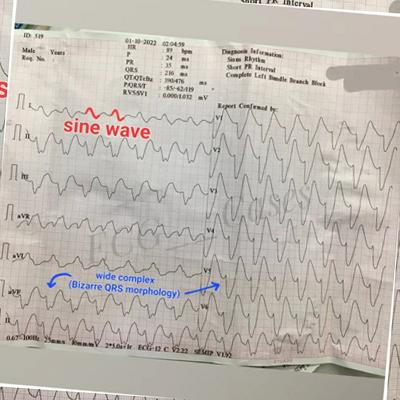 Short PR Interval
ID: 519
01-10-2022 02:04:59
Male Years
Req. No.
HR : 89 bpm
P : 24 ms
PR : 35 ms
QRS : 216 ms
QT/QTcBz : 390/476 ms
P/QRS/T : -85/-62/119 °
RV5/SV1 : 0.000/1.032 mV
Diagnosis Information:
Sinus Rhythm
Short PR Interval
Complete Left Bundle Branch Block
Report Confirmed by:
sine wave
I
II
III
aVR
aVL
aVF
II
V1
V2
V3
V4
V5
V6
wide complex
(Bizarre QRS morphology)
0.67~100Hz 25mm/s 10mm/mV 2*5.0s+1r ECG-12 C V2.22 SEMIP V1.92